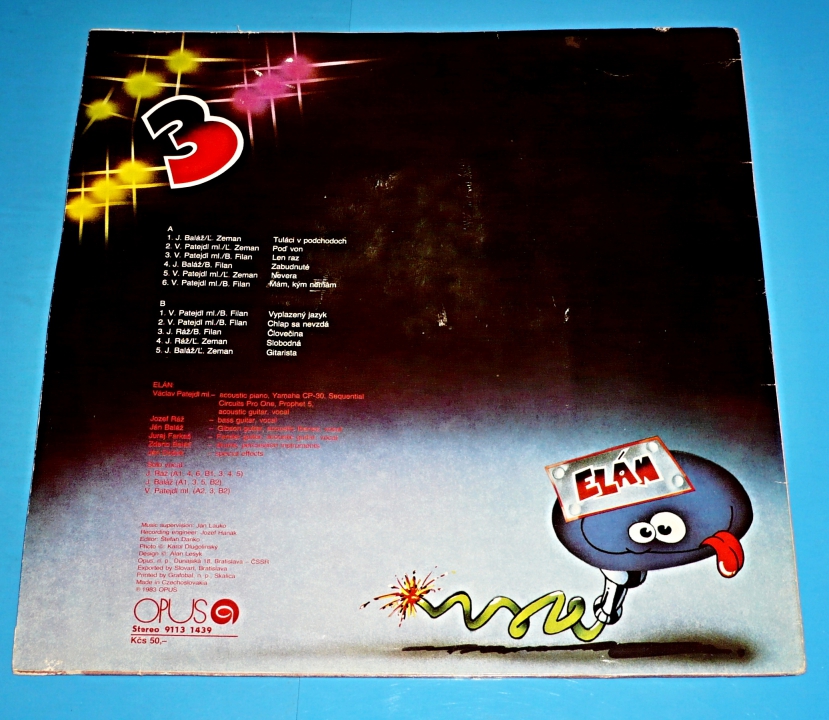 3
A
1. J. Baláž/Ľ. Zeman Tuláci v podchodoch
2. V. Patejdl ml./Ľ. Zeman Poď von
3. V. Patejdl ml./B. Filan Len raz
4. J. Baláž/B. Filan Zabudnuté
5. V. Patejdl ml./Ľ. Zeman Nevera
6. V. Patejdl ml./B. Filan Mám, kým nemám
B
1. V. Patejdl ml./B. Filan Vyplazený jazyk
2. V. Patejdl ml./B. Filan Chlap sa nevzdá
3. J. Ráž/B. Filan Človečina
4. J. Ráž/Ľ. Zeman Slobodná
5. J. Baláž/Ľ. Zeman Gitarista
ELÁN
Václav Patejdl ml. – acoustic piano, Yamaha CP-30, Sequential
Circuits Pro One, Prophet 5,
acoustic guitar, vocal
Jozef Ráž – bass guitar, vocal
Ján Baláž – Gibson guitar,
Juraj Farkaš –
Zdeno
effects
J. Ráž (A1, 4, 6, B1, 3, 4, 5)
J. Baláž (A1, 3, 5, B2),
V. Patejdl ml. (A2, 3, B2)
Music supervision: Ján Lauko
Recording engineer: Jozef Hanák
Editor: Štefan Danko
Photo © Karol Dlugolinský
Design © Alan Lesyk
Opus, n. p., Dunajská 18, Bratislava – ČSSR
Exported by Slovart, Bratislava
Printed by Grafobal, n. p., Skalica
Made in Czechoslovakia
℗ 1983 OPUS
OPUS
Stereo 9113 1439
Kčs 50,–
ELÁN